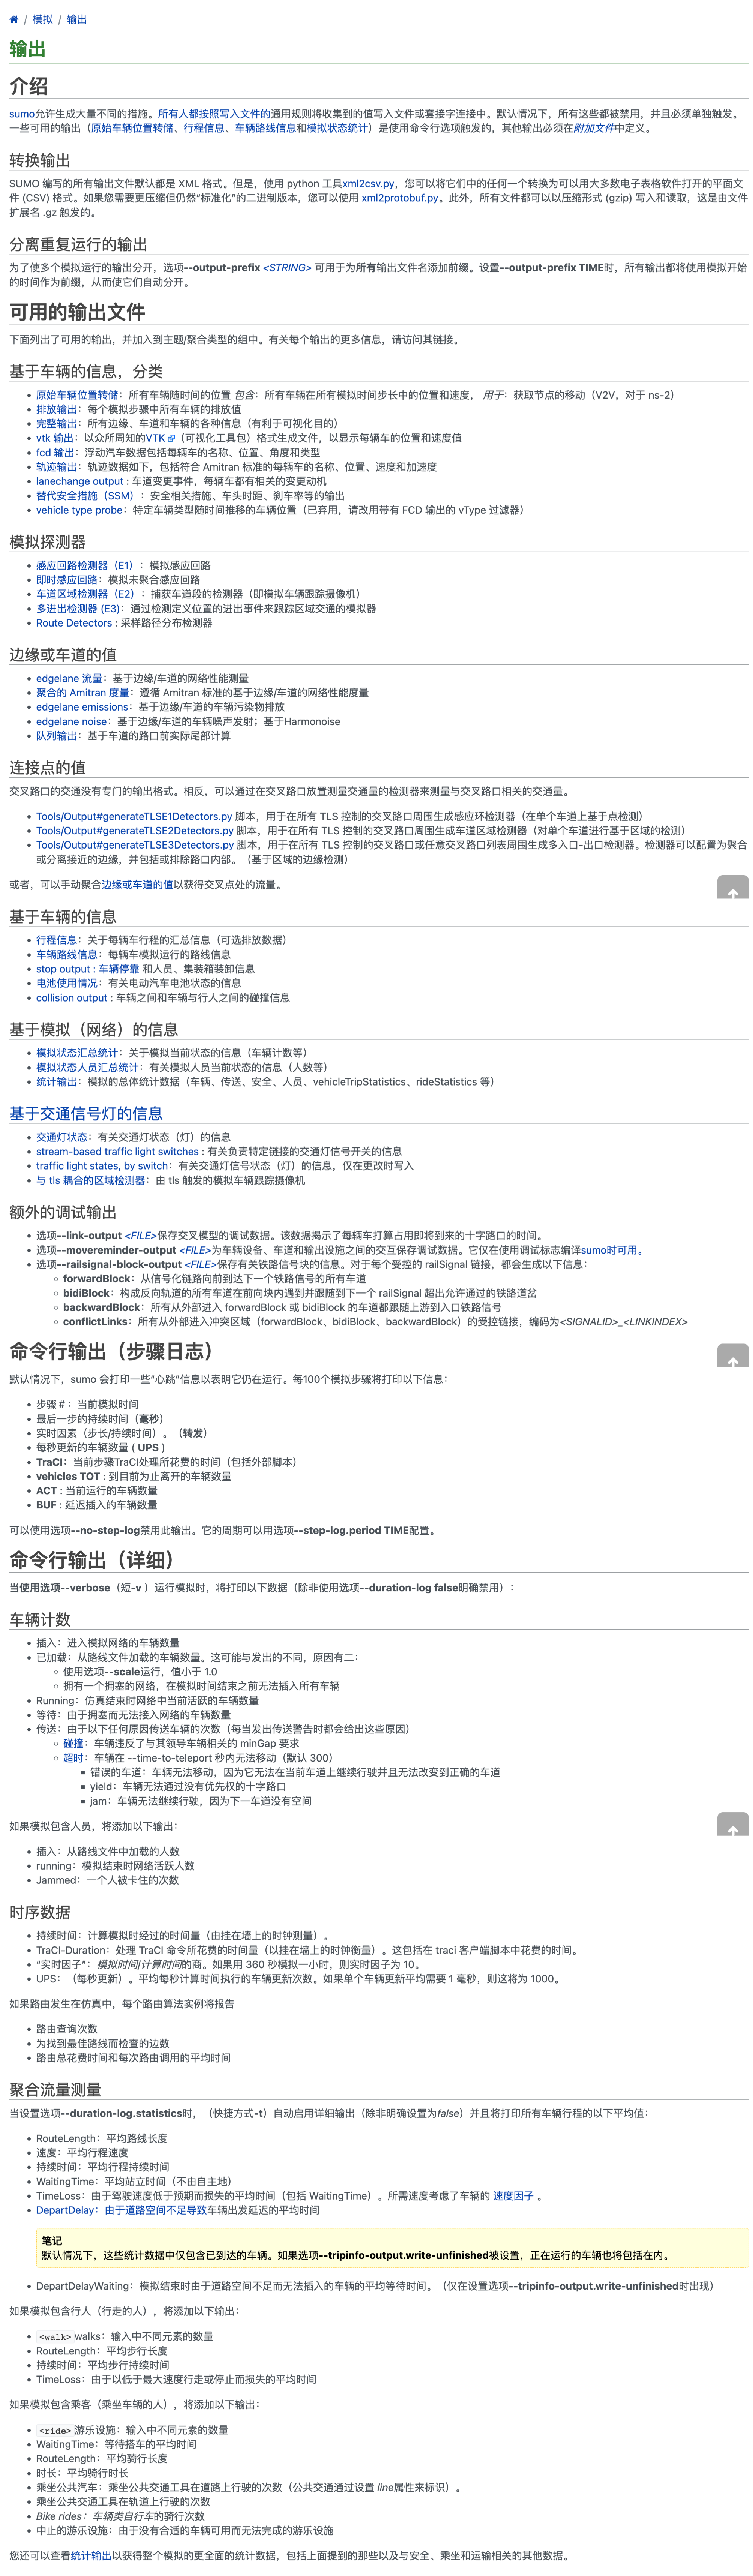 / 模拟 / 输出
输出
介绍
sumo允许生成大量不同的措施。所有人都按照写入文件的通用规则将收集到的值写入文件或套接字连接中。默认情况下，所有这些都被禁用，并且必须单独触发。
一些可用的输出（原始车辆位置转储、行程信息、车辆路线信息和模拟状态统计）是使用命令行选项触发的，其他输出必须在附加文件中定义。
转换输出
SUMO 编写的所有输出文件默认都是 XML 格式。但是，使用 python 工具xml2csv.py，您可以将它们中的任何一个转换为可以用大多数电子表格软件打开的平面文
件 (CSV) 格式。如果您需要更压缩但仍然“标准化”的二进制版本，您可以使用 xml2protobuf.py。此外，所有文件都可以以压缩形式 (gzip) 写入和读取，这是由文件
扩展名 .gz 触发的。
分离重复运行的输出
为了使多个模拟运行的输出分开，选项--output-prefix <STRING> 可用于为所有输出文件名添加前缀。设置--output-prefix TIME时，所有输出都将使用模拟开始
的时间作为前缀，从而使它们自动分开。
可用的输出文件
下面列出了可用的输出，并加入到主题/聚合类型的组中。有关每个输出的更多信息，请访问其链接。
基于车辆的信息，分类
原始车辆位置转储：所有车辆随时间的位置 包含：所有车辆在所有模拟时间步长中的位置和速度， 用于：获取节点的移动（V2V，对于 ns-2）
排放输出：每个模拟步骤中所有车辆的排放值
完整输出：所有边缘、车道和车辆的各种信息（有利于可视化目的）
vtk 输出：以众所周知的VTK（可视化工具包）格式生成文件，以显示每辆车的位置和速度值
fcd 输出：浮动汽车数据包括每辆车的名称、位置、角度和类型
轨迹输出：轨迹数据如下，包括符合 Amitran 标准的每辆车的名称、位置、速度和加速度
lanechange output : 车道变更事件，每辆车都有相关的变更动机
替代安全措施（SSM）：安全相关措施、车头时距、刹车率等的输出
vehicle type probe：特定车辆类型随时间推移的车辆位置（已弃用，请改用带有 FCD 输出的 vType 过滤器）
模拟探测器
感应回路检测器（E1）：模拟感应回路
即时感应回路：模拟未聚合感应回路
车道区域检测器（E2）：捕获车道段的检测器（即模拟车辆跟踪摄像机）
多进出检测器 (E3)：通过检测定义位置的进出事件来跟踪区域交通的模拟器
Route Detectors : 采样路径分布检测器
边缘或车道的值
edgelane 流量：基于边缘/车道的网络性能测量
聚合的 Amitran 度量：遵循 Amitran 标准的基于边缘/车道的网络性能度量
edgelane emissions：基于边缘/车道的车辆污染物排放
edgelane noise：基于边缘/车道的车辆噪声发射；基于Harmonoise
队列输出：基于车道的路口前实际尾部计算
连接点的值
交叉路口的交通没有专门的输出格式。相反，可以通过在交叉路口放置测量交通量的检测器来测量与交叉路口相关的交通量。
Tools/Output#generateTLSE1Detectors.py 脚本，用于在所有 TLS 控制的交叉路口周围生成感应环检测器（在单个车道上基于点检测）
Tools/Output#generateTLSE2Detectors.py 脚本，用于在所有 TLS 控制的交叉路口周围生成车道区域检测器（对单个车道进行基于区域的检测）
Tools/Output#generateTLSE3Detectors.py 脚本，用于在所有 TLS 控制的交叉路口或任意交叉路口列表周围生成多入口-出口检测器。检测器可以配置为聚合
或分离接近的边缘，并包括或排除路口内部。（基于区域的边缘检测）
或者，可以手动聚合边缘或车道的值以获得交叉点处的流量。
基于车辆的信息
行程信息：关于每辆车行程的汇总信息（可选排放数据）
车辆路线信息：每辆车模拟运行的路线信息
stop output : 车辆停靠 和人员、集装箱装卸信息
电池使用情况：有关电动汽车电池状态的信息
collision output : 车辆之间和车辆与行人之间的碰撞信息
基于模拟（网络）的信息
模拟状态汇总统计：关于模拟当前状态的信息（车辆计数等）
模拟状态人员汇总统计：有关模拟人员当前状态的信息（人数等）
统计输出：模拟的总体统计数据（车辆、传送、安全、人员、vehicleTripStatistics、rideStatistics 等）
基于交通信号灯的信息
交通灯状态：有关交通灯状态（灯）的信息
stream-based traffic light switches : 有关负责特定链接的交通灯信号开关的信息
traffic light states, by switch：有关交通灯信号状态（灯）的信息，仅在更改时写入
与 tls 耦合的区域检测器：由 tls 触发的模拟车辆跟踪摄像机
额外的调试输出
选项--link-output <FILE>保存交叉模型的调试数据。该数据揭示了每辆车打算占用即将到来的十字路口的时间。
选项--movereminder-output <FILE>为车辆设备、车道和输出设施之间的交互保存调试数据。它仅在使用调试标志编译sumo时可用。
选项--railsignal-block-output <FILE>保存有关铁路信号块的信息。对于每个受控的 railSignal 链接，都会生成以下信息：
forwardBlock：从信号化链路向前到达下一个铁路信号的所有车道
bidiBlock：构成反向轨道的所有车道在前向块内遇到并跟随到下一个 railSignal 超出允许通过的铁路道岔
backwardBlock：所有从外部进入 forwardBlock 或 bidiBlock 的车道都跟随上游到入口铁路信号
conflictLinks：所有从外部进入冲突区域（forwardBlock、bidiBlock、backwardBlock）的受控链接，编码为<SIGNALID>_<LINKINDEX>
命令行输出（步骤日志）
默认情况下，sumo 会打印一些“心跳”信息以表明它仍在运行。每100个模拟步骤将打印以下信息：
步骤 #：当前模拟时间
最后一步的持续时间（毫秒）
实时因素（步长/持续时间）。（转发）
每秒更新的车辆数量 ( UPS )
TraCI：当前步骤TraCI处理所花费的时间（包括外部脚本）
vehicles TOT : 到目前为止离开的车辆数量
ACT : 当前运行的车辆数量
BUF : 延迟插入的车辆数量
可以使用选项--no-step-log禁用此输出。它的周期可以用选项--step-log.period TIME配置。
命令行输出（详细）
当使用选项--verbose（短-v ）运行模拟时，将打印以下数据（除非使用选项--duration-log false明确禁用）：
车辆计数
插入：进入模拟网络的车辆数量
已加载：从路线文件加载的车辆数量。这可能与发出的不同，原因有二：
使用选项--scale运行，值小于 1.0
拥有一个拥塞的网络，在模拟时间结束之前无法插入所有车辆
Running：仿真结束时网络中当前活跃的车辆数量
等待：由于拥塞而无法接入网络的车辆数量
传送：由于以下任何原因传送车辆的次数（每当发出传送警告时都会给出这些原因）
碰撞：车辆违反了与其领导车辆相关的 minGap 要求
超时：车辆在 --time-to-teleport 秒内无法移动（默认 300）
错误的车道：车辆无法移动，因为它无法在当前车道上继续行驶并且无法改变到正确的车道
yield：车辆无法通过没有优先权的十字路口
jam：车辆无法继续行驶，因为下一车道没有空间
如果模拟包含人员，将添加以下输出：
插入：从路线文件中加载的人数
running：模拟结束时网络活跃人数
Jammed：一个人被卡住的次数
时序数据
持续时间：计算模拟时经过的时间量（由挂在墙上的时钟测量）。
TraCI-Duration：处理 TraCI 命令所花费的时间量（以挂在墙上的时钟衡量）。这包括在 traci 客户端脚本中花费的时间。
“实时因子”：模拟时间/计算时间的商。如果用 360 秒模拟一小时，则实时因子为 10。
UPS：（每秒更新）。平均每秒计算时间执行的车辆更新次数。如果单个车辆更新平均需要 1 毫秒，则这将为 1000。
如果路由发生在仿真中，每个路由算法实例将报告
路由查询次数
为找到最佳路线而检查的边数
路由总花费时间和每次路由调用的平均时间
聚合流量测量
当设置选项--duration-log.statistics时，（快捷方式-t）自动启用详细输出（除非明确设置为false）并且将打印所有车辆行程的以下平均值：
RouteLength：平均路线长度
速度：平均行程速度
持续时间：平均行程持续时间
WaitingTime：平均站立时间（不由自主地）
TimeLoss：由于驾驶速度低于预期而损失的平均时间（包括 WaitingTime）。所需速度考虑了车辆的 速度因子 。
DepartDelay：由于道路空间不足导致车辆出发延迟的平均时间
笔记
默认情况下，这些统计数据中仅包含已到达的车辆。如果选项--tripinfo-output.write-unfinished被设置，正在运行的车辆也将包括在内。
DepartDelayWaiting：模拟结束时由于道路空间不足而无法插入的车辆的平均等待时间。（仅在设置选项--tripinfo-output.write-unfinished时出现）
如果模拟包含行人（行走的人），将添加以下输出：
<walk> walks：输入中不同元素的数量
RouteLength：平均步行长度
持续时间：平均步行持续时间
TimeLoss：由于以低于最大速度行走或停止而损失的平均时间
如果模拟包含乘客（乘坐车辆的人），将添加以下输出：
<ride> 游乐设施：输入中不同元素的数量
WaitingTime：等待搭车的平均时间
RouteLength：平均骑行长度
时长：平均骑行时长
乘坐公共汽车：乘坐公共交通工具在道路上行驶的次数（公共交通通过设置 line属性来标识）。
乘坐公共交通工具在轨道上行驶的次数
Bike rides：车辆类自行车的骑行次数
中止的游乐设施：由于没有合适的车辆可用而无法完成的游乐设施
您还可以查看统计输出以获得整个模拟的更全面的统计数据，包括上面提到的那些以及与安全、乘坐和运输相关的其他数据。